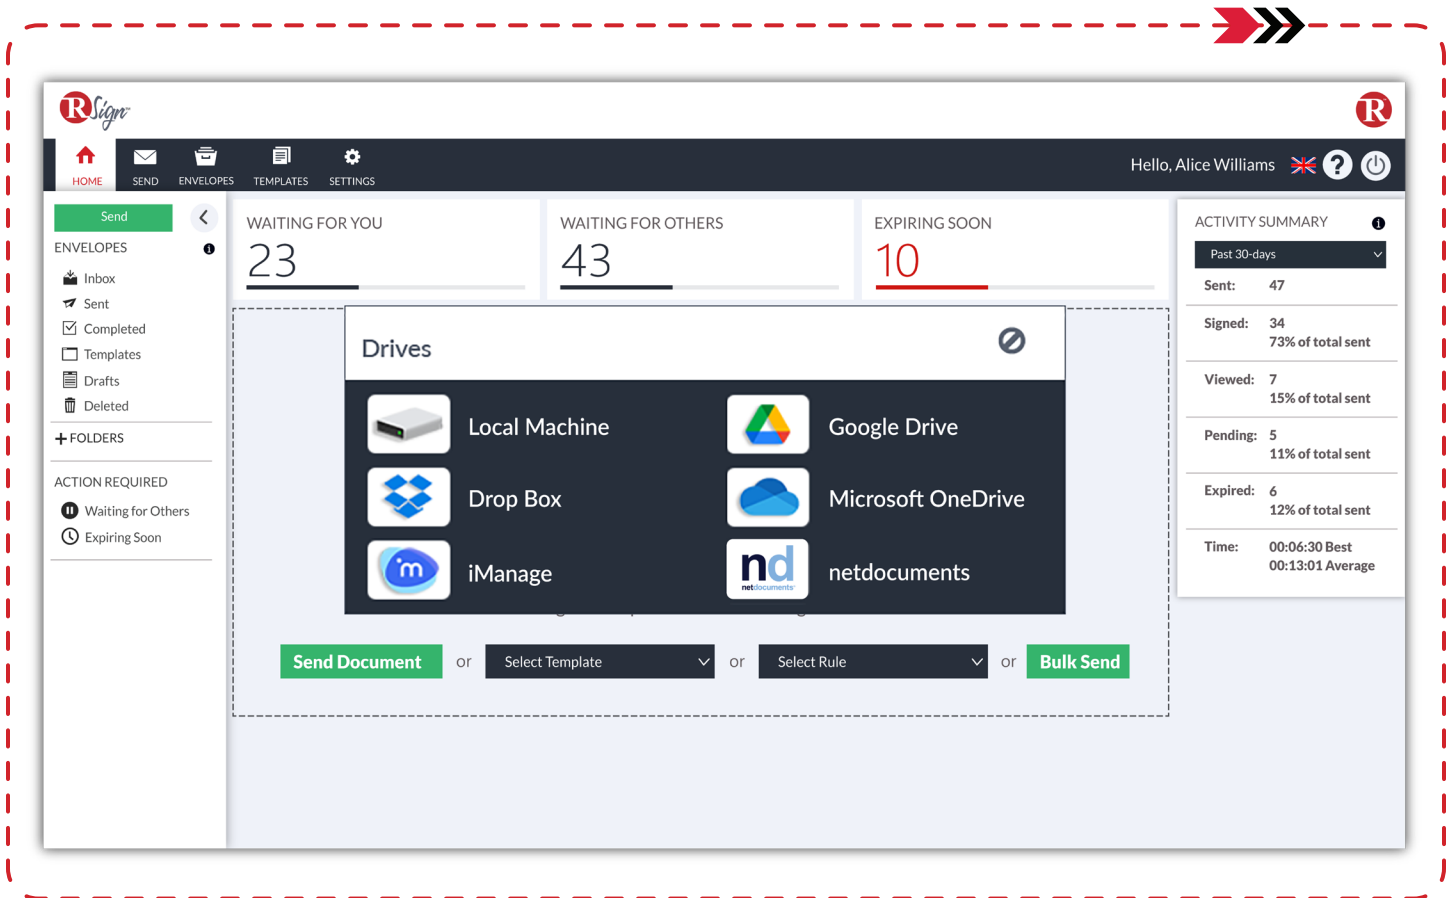 RSign™
R
HOME
SEND
ENVELOPES
TEMPLATES
SETTINGS
Hello, Alice Williams
?
Send
ENVELOPES
Inbox
Sent
Completed
Templates
Drafts
Deleted
+FOLDERS
ACTION REQUIRED
Waiting for Others
Expiring Soon
WAITING FOR YOU
23
WAITING FOR OTHERS
43
EXPIRING SOON
10
Drives
Local Machine
Google Drive
Drop Box
Microsoft OneDrive
iManage
nd
netdocuments
netdocuments
Send Document
or
Select Template
or
Select Rule
or
Bulk Send
ACTIVITY SUMMARY
Past 30-days
Sent: 47
Signed: 34
73% of total sent
Viewed: 7
15% of total sent
Pending: 5
11% of total sent
Expired: 6
12% of total sent
Time: 00:06:30 Best
00:13:01 Average